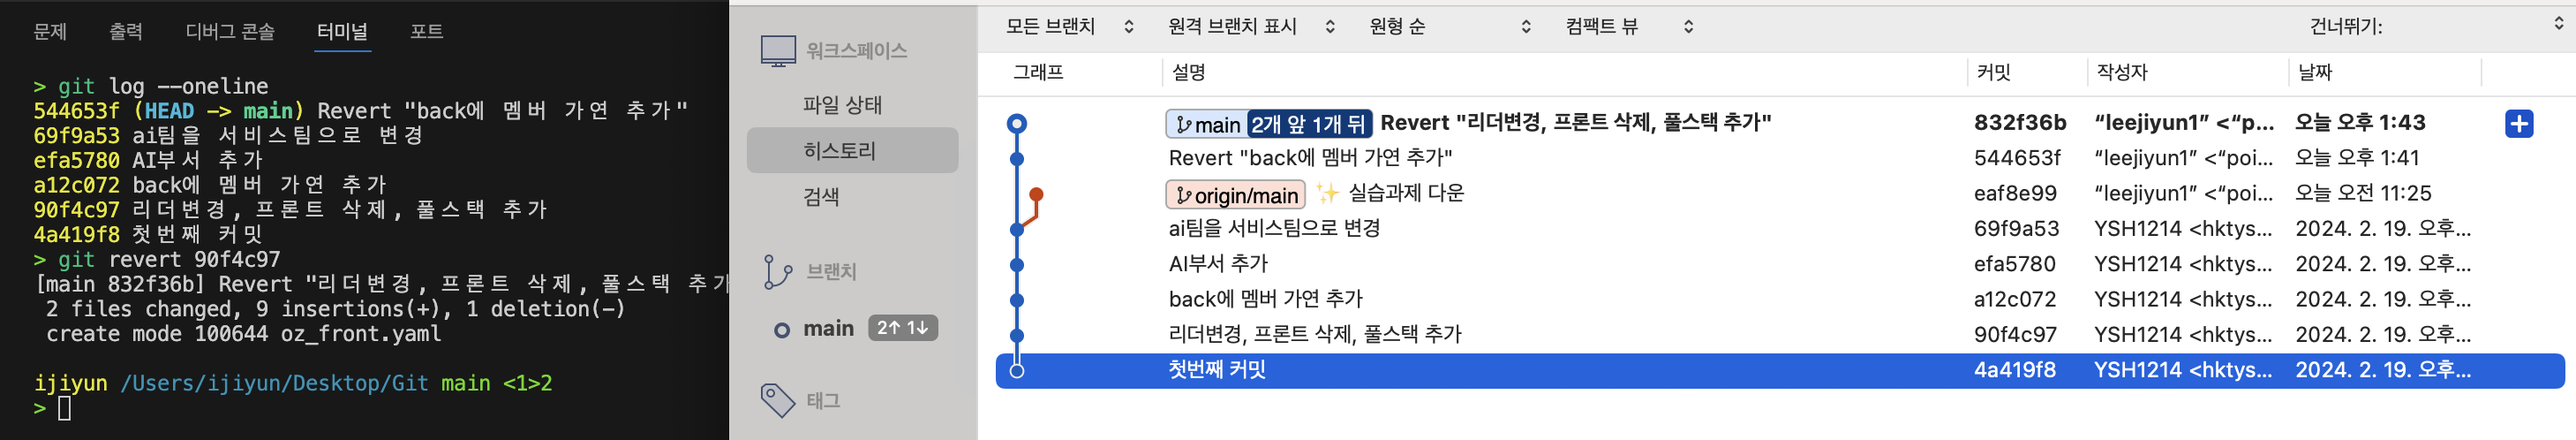 문제 출력 디버그 콘솔 터미널 포트
> git log --oneline
544653f (HEAD -> main) Revert "back에 멤버 가연 추가"
69f9a53 ai팀을 서비스팀으로 변경
efa5780 AI부서 추가
a12c072 back에 멤버 가연 추가
90f4c97 리더변경, 프론트 삭제, 풀스택 추가
4a419f8 첫번째 커밋
> git revert 90f4c97
[main 832f36b] Revert "리더변경, 프론트 삭제, 풀스택 추가
2 files changed, 9 insertions(+), 1 deletion(-)
create mode 100644 oz_front.yaml
ijiyun /Users/ijiyun/Desktop/Git main <1>2
>
워크스페이스
파일 상태
히스토리
검색
브랜치
main 2↑ 1↓
태그
모든 브랜치 원격 브랜치 표시 원형 순 컴팩트 뷰 건너뛰기:
그래프 설명 커밋 작성자 날짜
main 2개 앞 1개 뒤 Revert "리더변경, 프론트 삭제, 풀스택 추가" 832f36b “leejiyun1” <“p... 오늘 오후 1:43
Revert "back에 멤버 가연 추가" 544653f “leejiyun1” <“poi... 오늘 오후 1:41
origin/main ✨ 실습과제 다운 eaf8e99 “leejiyun1” <“poi... 오늘 오전 11:25
ai팀을 서비스팀으로 변경 69f9a53 YSH1214 <hktys... 2024. 2. 19. 오후...
AI부서 추가 efa5780 YSH1214 <hktys... 2024. 2. 19. 오후...
back에 멤버 가연 추가 a12c072 YSH1214 <hktys... 2024. 2. 19. 오후...
리더변경, 프론트 삭제, 풀스택 추가 90f4c97 YSH1214 <hktys... 2024. 2. 19. 오후...
첫번째 커밋 4a419f8 YSH1214 <hktys... 2024. 2. 19. 오후...